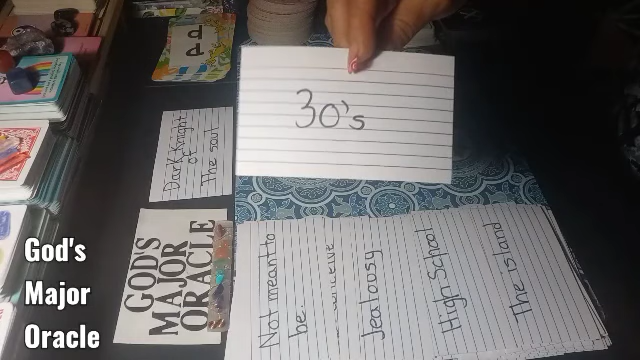 30's
Dark Knight
of
The soul
GOD'S
MAJOR
ORACLE
Not meant to
be.
Jealousy
High School
The island
God's
Major
Oracle